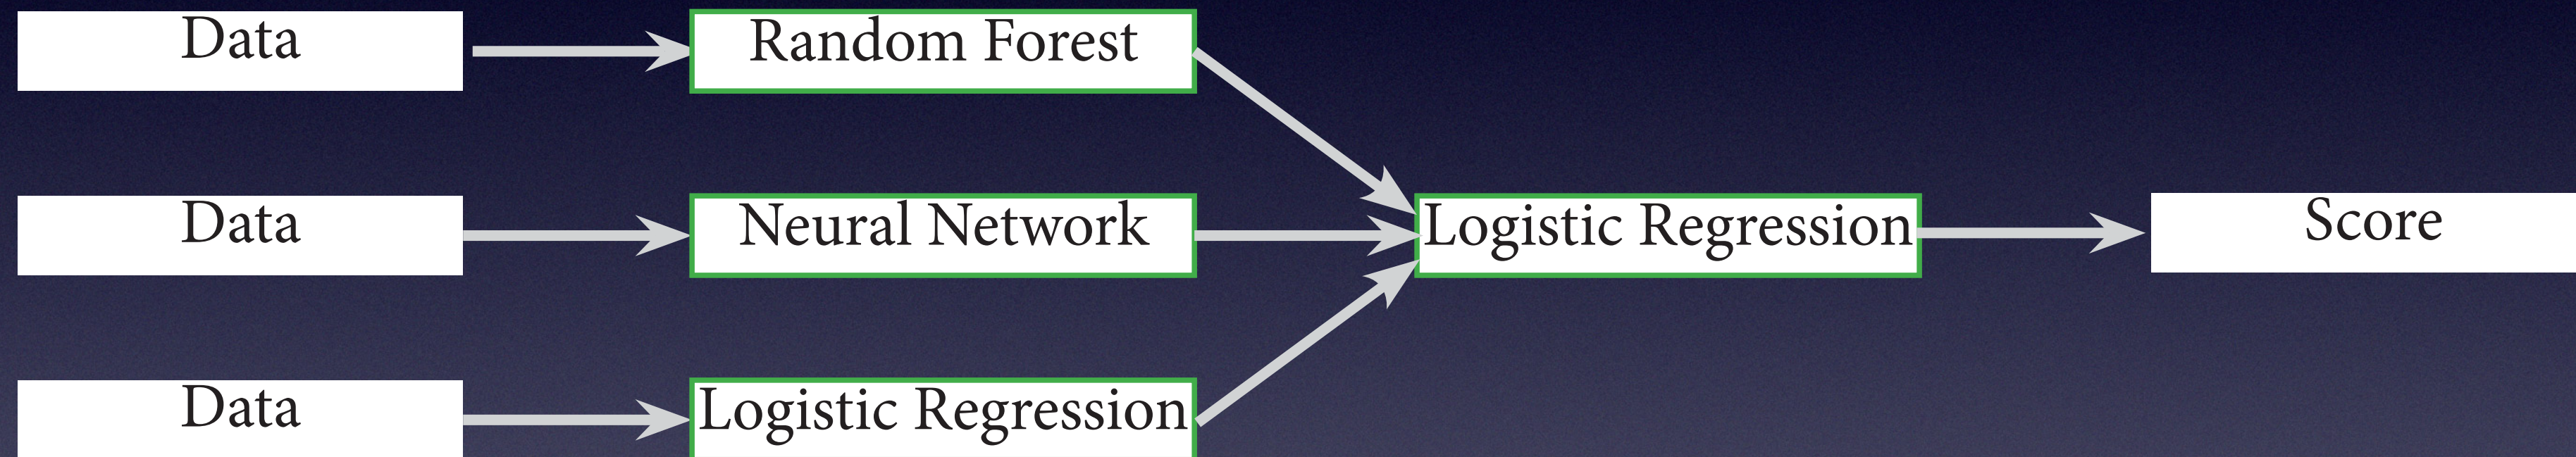 Data
Random Forest
Data
Neural Network
Logistic Regression
Score
Data
Logistic Regression